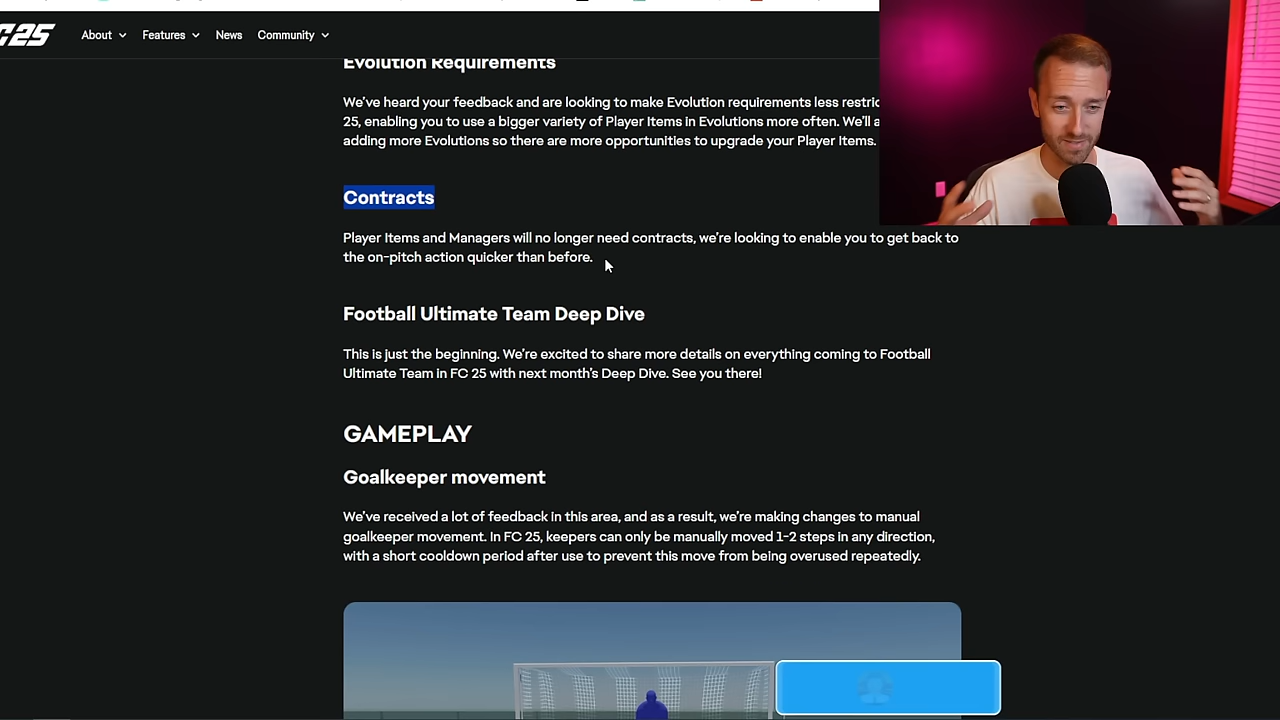 C25
About
Features
News
Community
Evolution Requirements
We've heard your feedback and are looking to make Evolution requirements less
25, enabling you to use a bigger variety of Player Items in Evolutions more often. We'll
adding more Evolutions so there are more opportunities to upgrade your Player Items.
Contracts
Player Items and Managers will no longer need contracts, we're looking to enable you to get back to
the on-pitch action quicker than before.
Football Ultimate Team Deep Dive
This is just the beginning. We're excited to share more details on everything coming to Football
Ultimate Team in FC 25 with next month's Deep Dive. See you there!
GAMEPLAY
Goalkeeper movement
We've received a lot of feedback in this area, and as a result, we're making changes to manual
goalkeeper movement. In FC 25, keepers can only be manually moved 1-2 steps in any direction,
with a short cooldown period after use to prevent this move from being overused repeatedly.